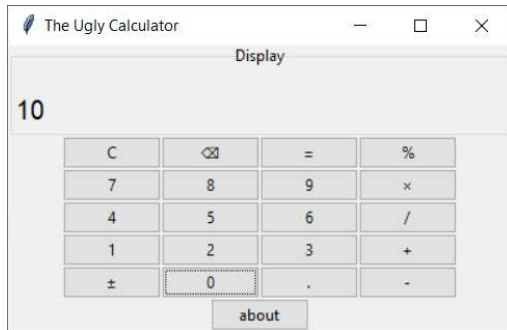 The Ugly Calculator
Display
10
C ⌫ = %
7 8 9 ×
4 5 6 /
1 2 3 +
± 0 . -
about